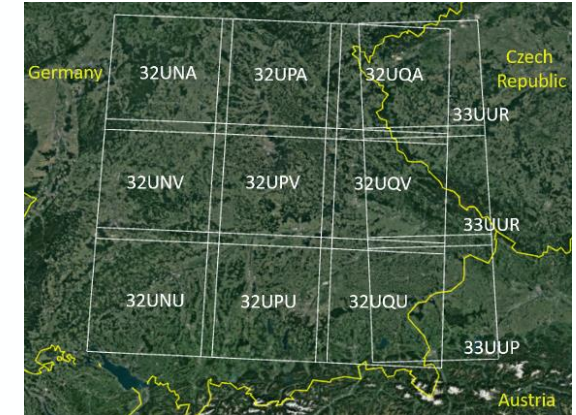 Germany
Czech
Republic
32UNA
32UPA
32UQA
33UUR
32UNV
32UPV
32UQV
33UUR
32UNU
32UPU
32UQU
33UUP
Austria